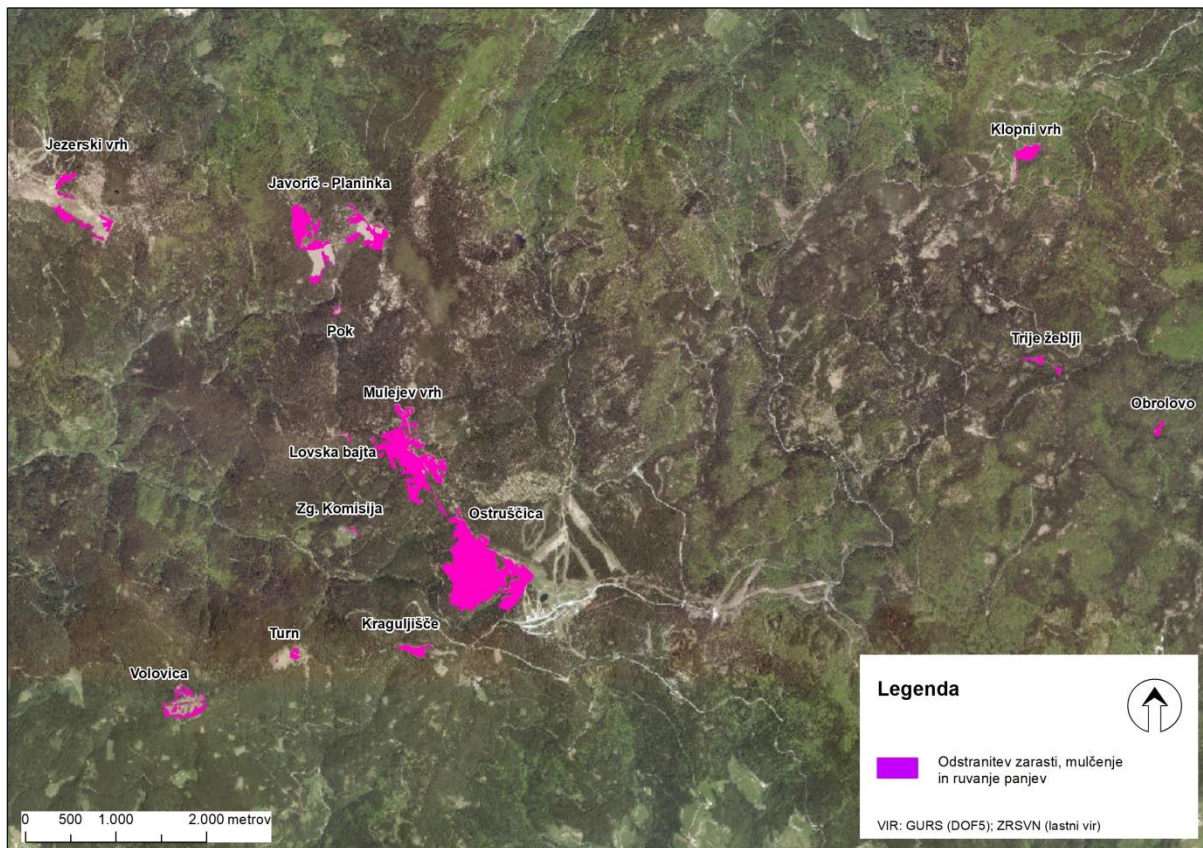 Jezerski vrh
Javorič - Planinka
Klopni vrh
Pok
Trije žeblji
Mulejev vrh
Obrolovo
Lovska bajta
Zg. Komisija
Ostruščica
Kraguljišče
Turn
Volovica
Legenda
Odstranitev zarasti, mulčenje
in ruvanje panjev
VIR: GURS (DOF5); ZRSVN (lastni vir)
0 500 1.000 2.000 metrov